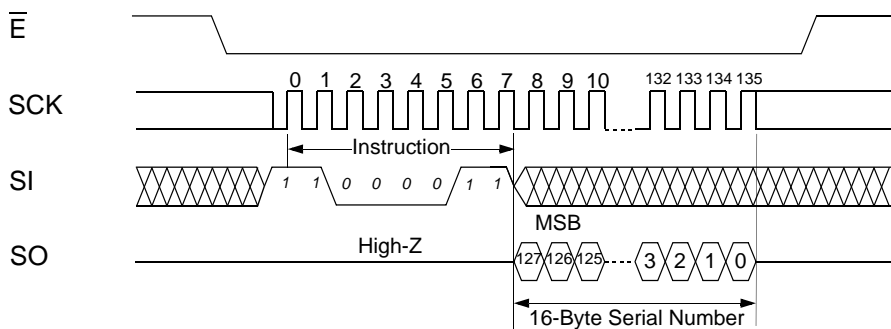 E
SCK 0 1 2 3 4 5 6 7 8 9 10 132 133 134 135
Instruction
SI 1 1 0 0 0 0 1 1
MSB
High-Z
SO 127 126 125 3 2 1 0
16-Byte Serial Number